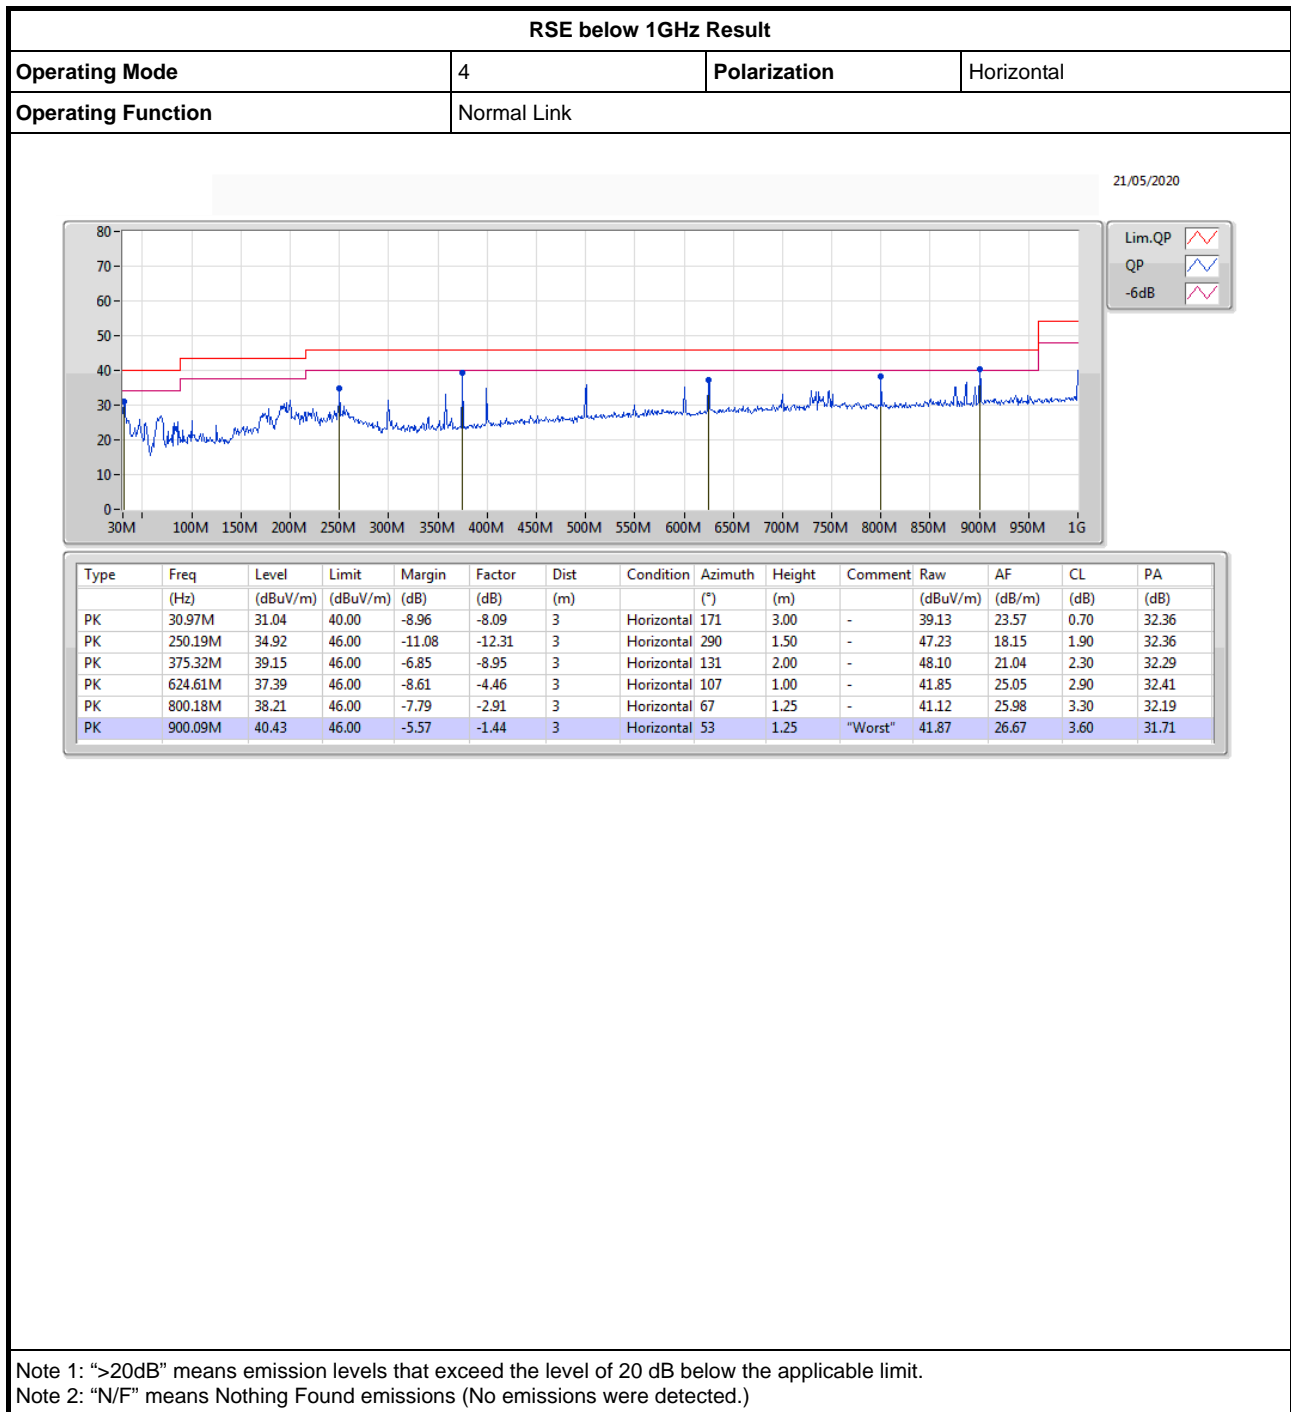 RSE below 1GHz Result
Operating Mode 4 Polarization Horizontal
Operating Function Normal Link
21/05/2020
80
70
60
50
40
30
20
10
0
30M 100M 150M 200M 250M 300M 350M 400M 450M 500M 550M 600M 650M 700M 750M 800M 850M 900M 950M 1G
Lim.QP
QP
-6dB
Type Freq Level Limit Margin Factor Dist Condition Azimuth Height Comment Raw AF CL PA
(Hz) (dBuV/m) (dBuV/m) (dB) (dB) (m) (°) (m) (dBuV/m) (dB/m) (dB) (dB)
PK 30.97M 31.04 40.00 -8.96 -8.09 3 Horizontal 171 3.00 - 39.13 23.57 0.70 32.36
PK 250.19M 34.92 46.00 -11.08 -12.31 3 Horizontal 290 1.50 - 47.23 18.15 1.90 32.36
PK 375.32M 39.15 46.00 -6.85 -8.95 3 Horizontal 131 2.00 - 48.10 21.04 2.30 32.29
PK 624.61M 37.39 46.00 -8.61 -4.46 3 Horizontal 107 1.00 - 41.85 25.05 2.90 32.41
PK 800.18M 38.21 46.00 -7.79 -2.91 3 Horizontal 67 1.25 - 41.12 25.98 3.30 32.19
PK 900.09M 40.43 46.00 -5.57 -1.44 3 Horizontal 53 1.25 "Worst" 41.87 26.67 3.60 31.71
Note 1: “>20dB” means emission levels that exceed the level of 20 dB below the applicable limit.
Note 2: “N/F” means Nothing Found emissions (No emissions were detected.)